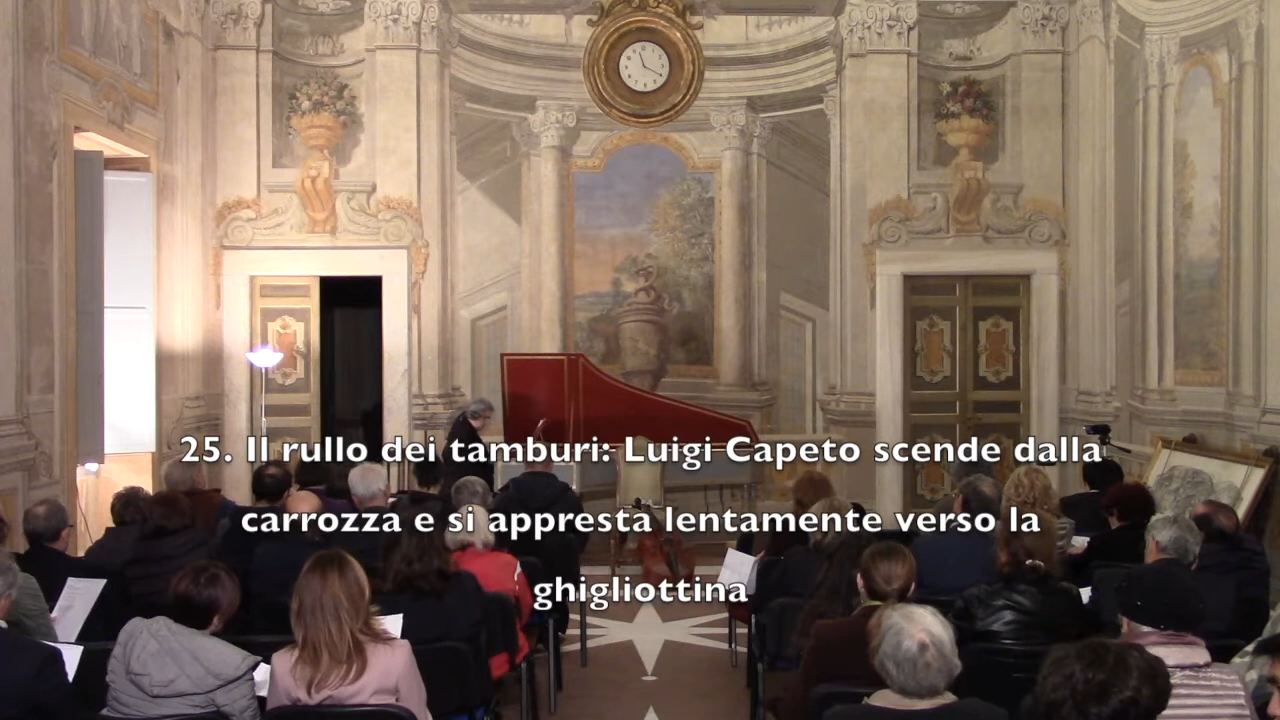 25. Il rullo dei tamburi: Luigi Capeto scende dalla
carrozza e si appresta lentamente verso la
ghigliottina